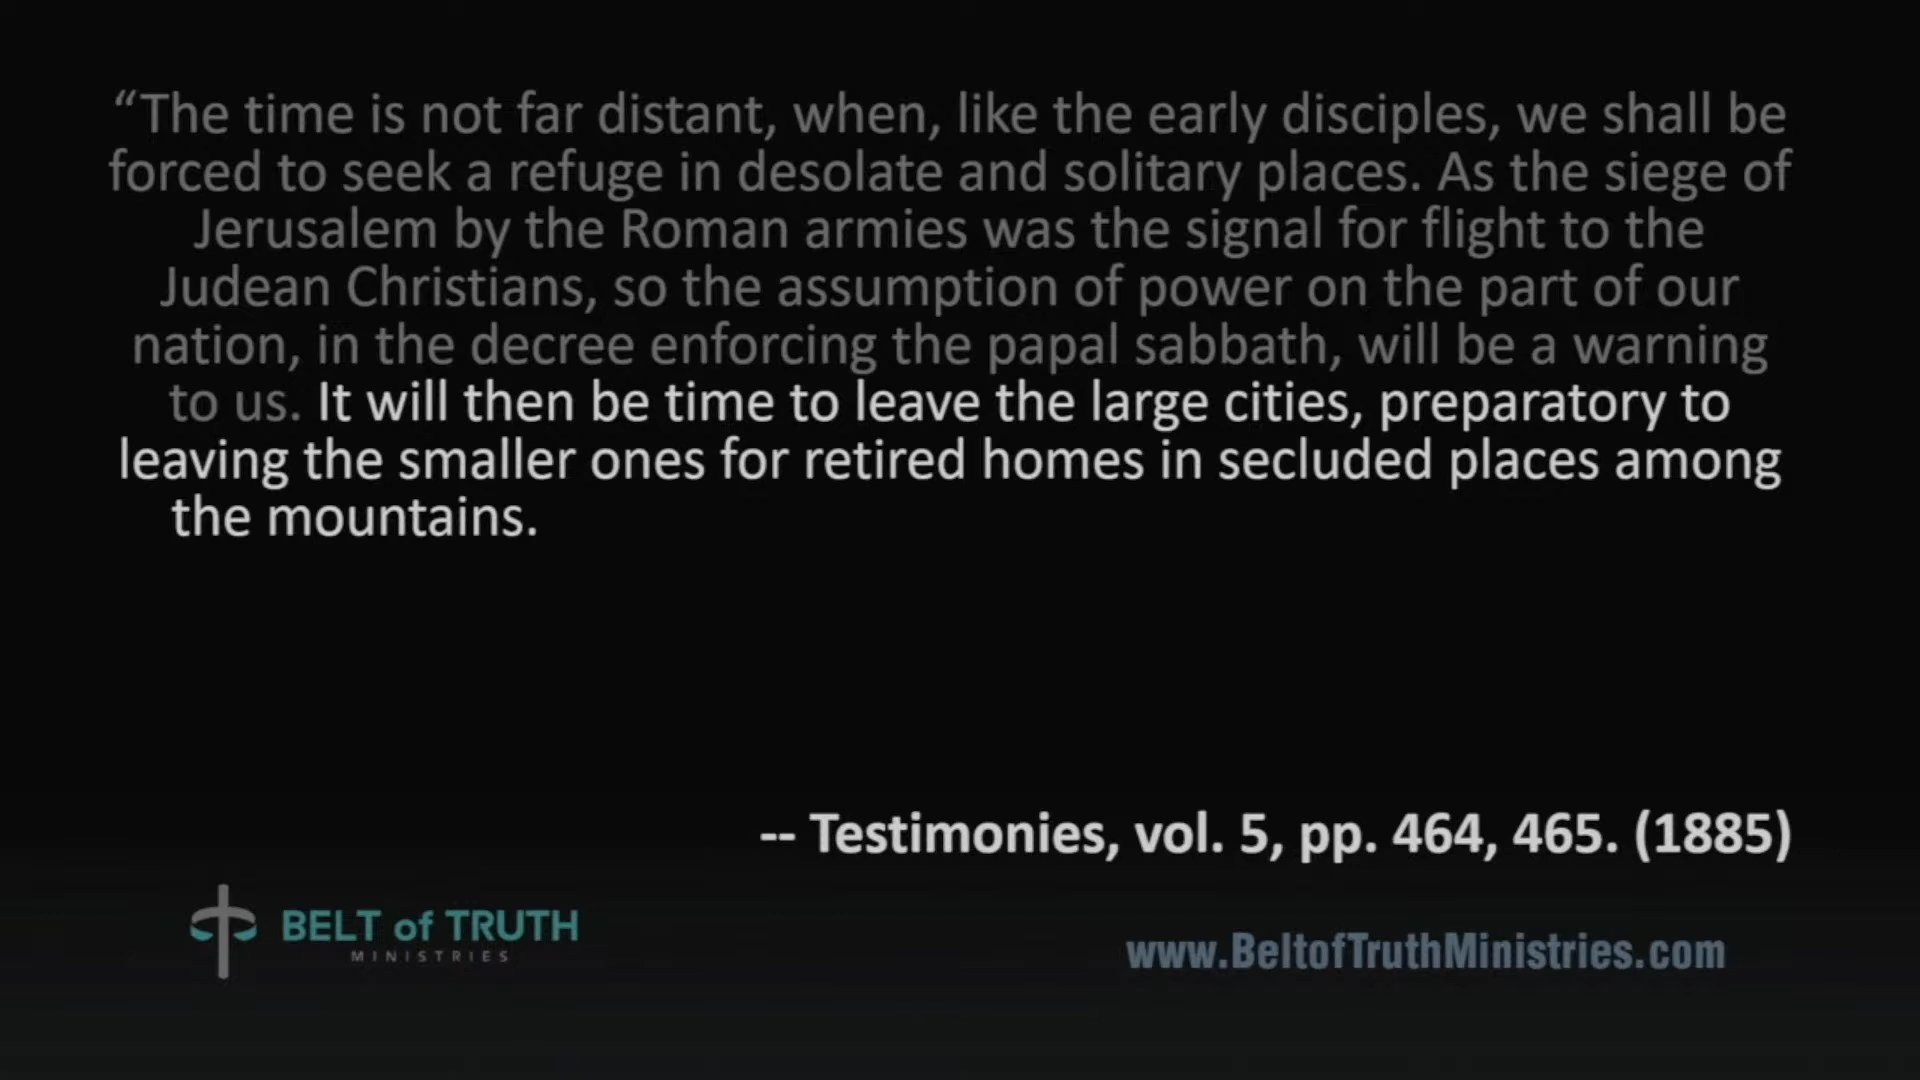 “The time is not far distant, when, like the early disciples, we shall be
forced to seek a refuge in desolate and solitary places. As the siege of
Jerusalem by the Roman armies was the signal for flight to the
Judean Christians, so the assumption of power on the part of our
nation, in the decree enforcing the papal sabbath, will be a warning
to us. It will then be time to leave the large cities, preparatory to
leaving the smaller ones for retired homes in secluded places among
the mountains.
-- Testimonies, vol. 5, pp. 464, 465. (1885)
BELT of TRUTH
MINISTRIES
www.BeltofTruthMinistries.com